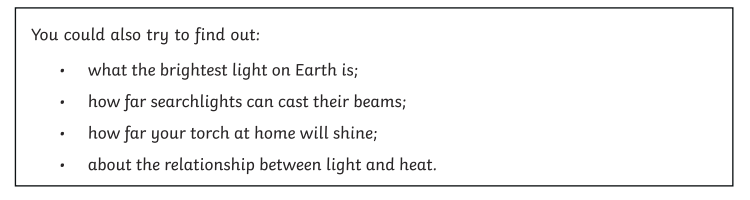 You could also try to find out:
• what the brightest light on Earth is;
• how far searchlights can cast their beams;
• how far your torch at home will shine;
• about the relationship between light and heat.